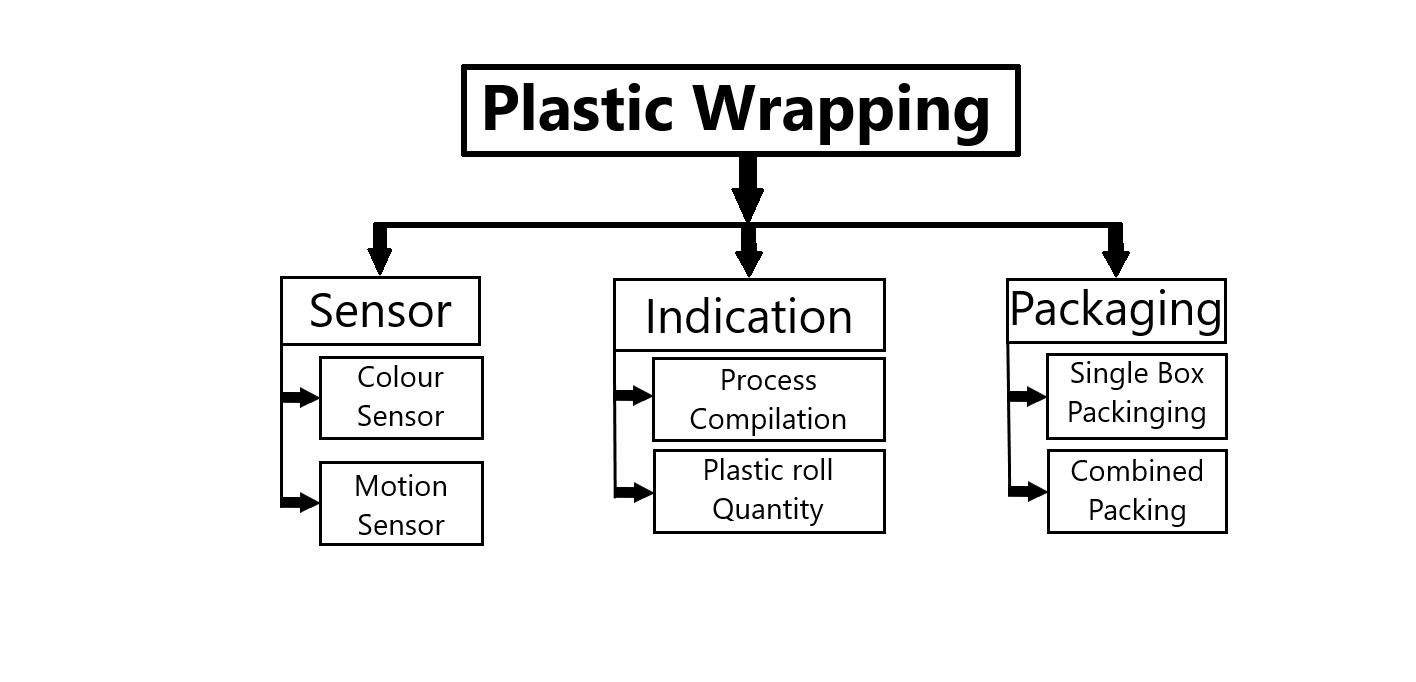 Plastic Wrapping
Sensor
Colour
Sensor
Motion
Sensor
Indication
Process
Compilation
Plastic roll
Quantity
Packaging
Single Box
Packinging
Combined
Packing